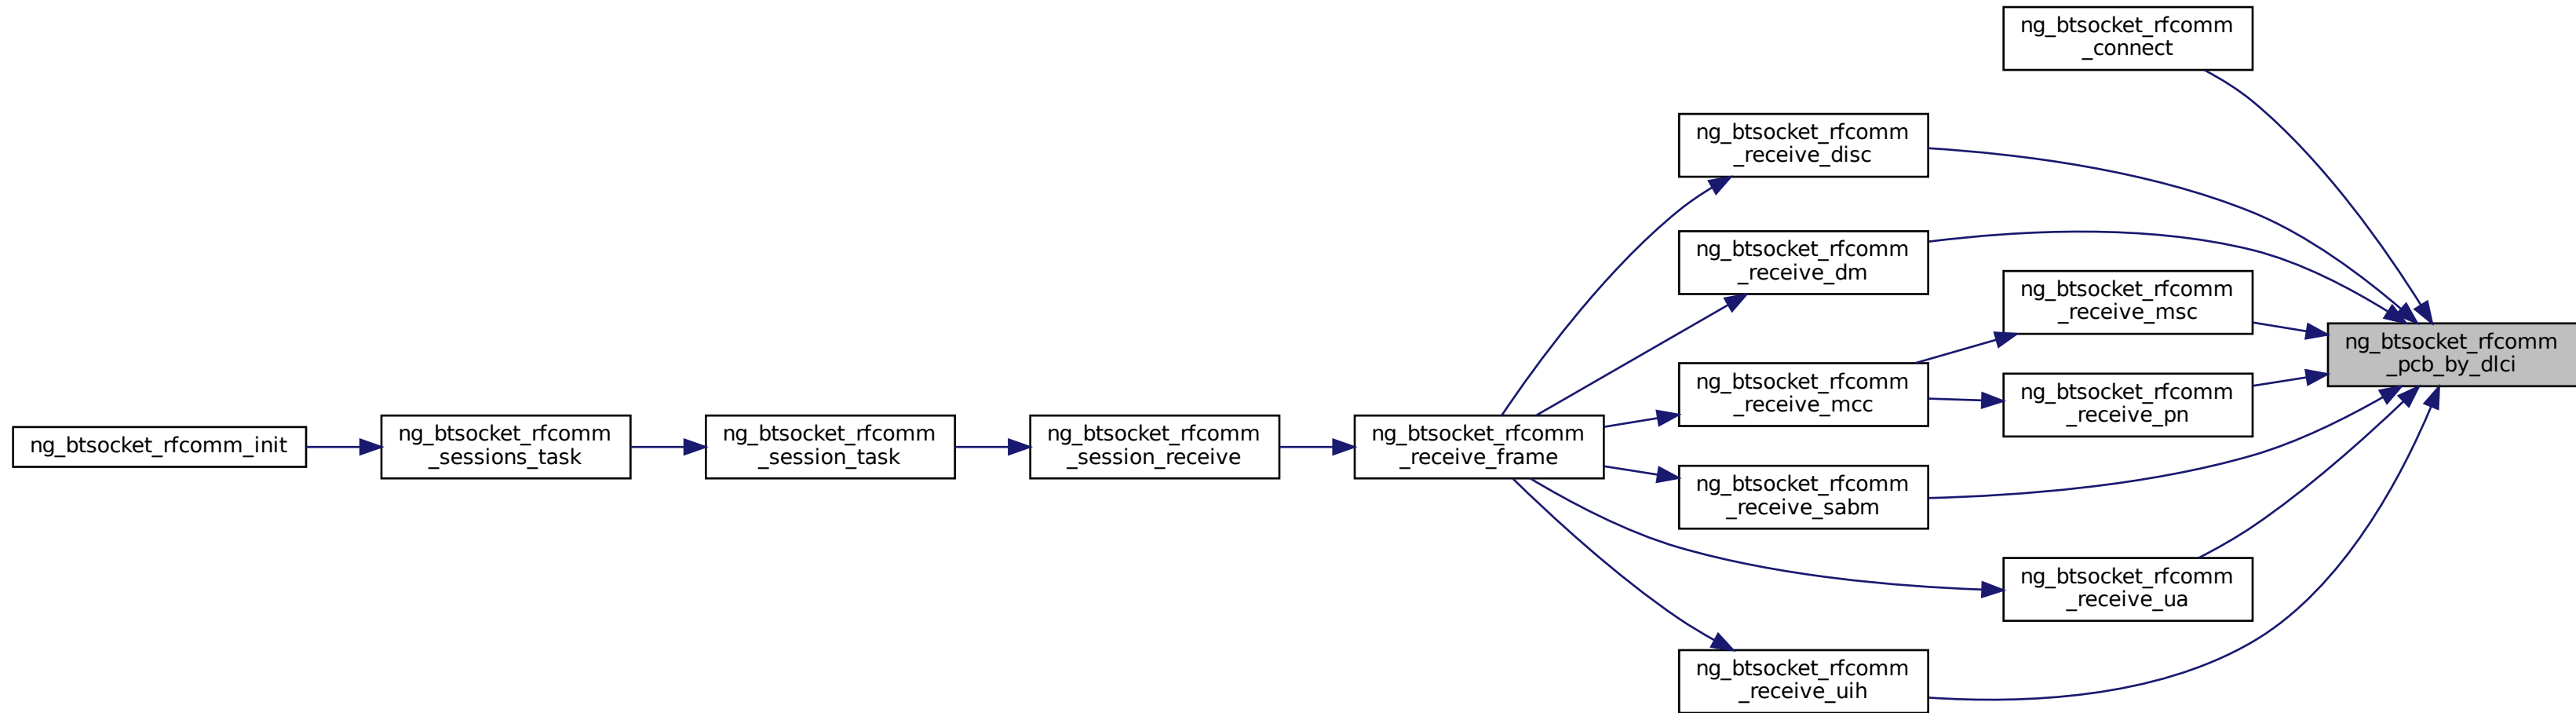 ng_btsocket_rfcomm
_connect
ng_btsocket_rfcomm
_receive_disc
ng_btsocket_rfcomm
_receive_dm
ng_btsocket_rfcomm
_receive_msc
ng_btsocket_rfcomm
_pcb_by_dlci
ng_btsocket_rfcomm
_receive_mcc
ng_btsocket_rfcomm
_receive_pn
ng_btsocket_rfcomm_init
ng_btsocket_rfcomm
_sessions_task
ng_btsocket_rfcomm
_session_task
ng_btsocket_rfcomm
_session_receive
ng_btsocket_rfcomm
_receive_frame
ng_btsocket_rfcomm
_receive_sabm
ng_btsocket_rfcomm
_receive_ua
ng_btsocket_rfcomm
_receive_uih